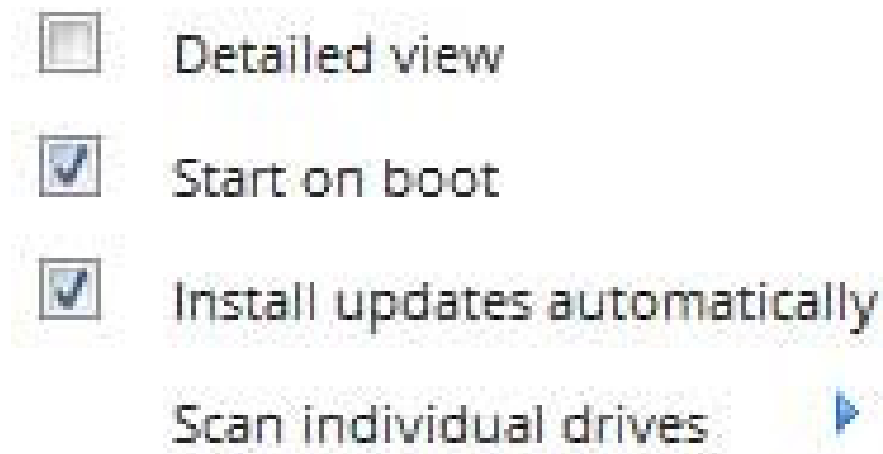 Detailed view
Start on boot
Install updates automatically
Scan individual drives